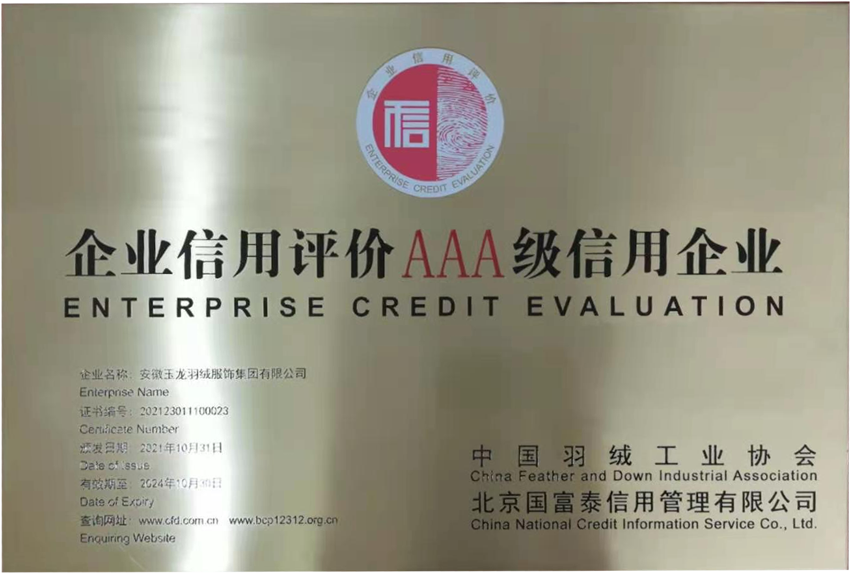 企业信用评价
信
ENTERPRISE CREDIT EVALUATION
企业信用评价AAA级信用企业
ENTERPRISE CREDIT EVALUATION
企业名称：安徽玉龙羽绒服饰集团有限公司
Enterprise Name
证书编号：202123011100023
Certificate Number
颁发日期：2021年10月31日
Date of Issue
有效期至：2024年10月30日
Date of Expiry
查询网址：www.cfd.com.cn www.bcp12312.org.cn
Enquiring Website
中国羽绒工业协会
China Feather and Down Industrial Association
北京国富泰信用管理有限公司
China National Credit Information Service Co., Ltd.